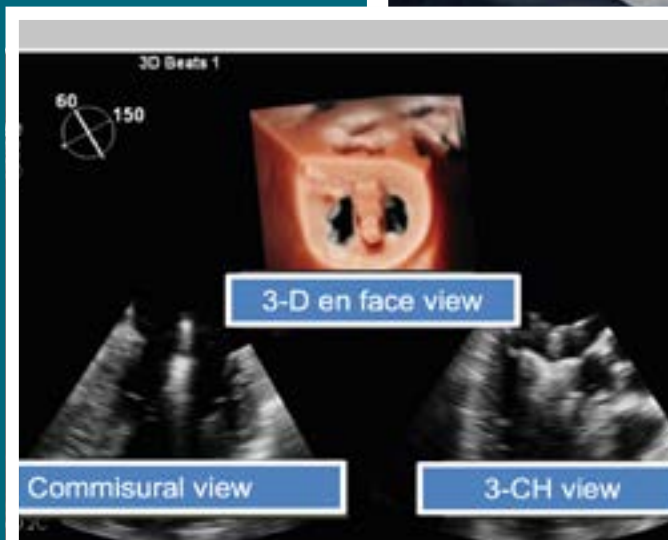 3D Beats 1
60
150
3-D en face view
Commisural view
3-CH view